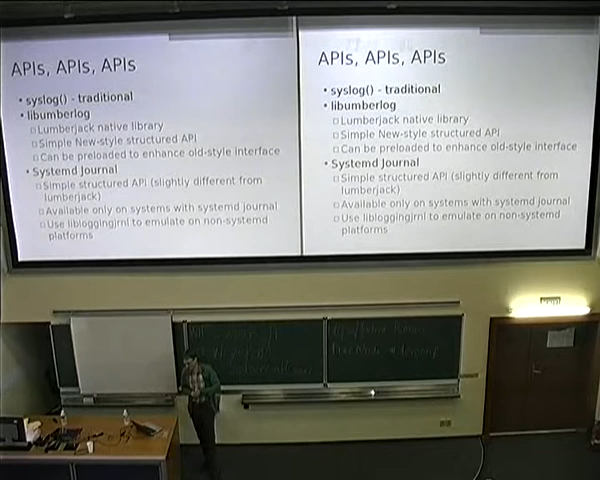 APIs, APIs, APIs
• syslog() - traditional
• libumberlog
Lumberjack native library
Simple New-style structured API
Can be preloaded to enhance old-style interface
• Systemd Journal
Simple structured API (slightly different from
lumberjack)
Available only on systems with systemd journal
Use libloggingjrnl to emulate on non-systemd
platforms
APIs, APIs, APIs
• syslog() - traditional
• libumberlog
Lumberjack native library
Simple New-style structured API
Can be preloaded to enhance old-style interface
• Systemd Journal
Simple structured API (slightly different from
lumberjack)
Available only on systems with systemd journal
Use libloggingjrnl to emulate on non-systemd
platforms